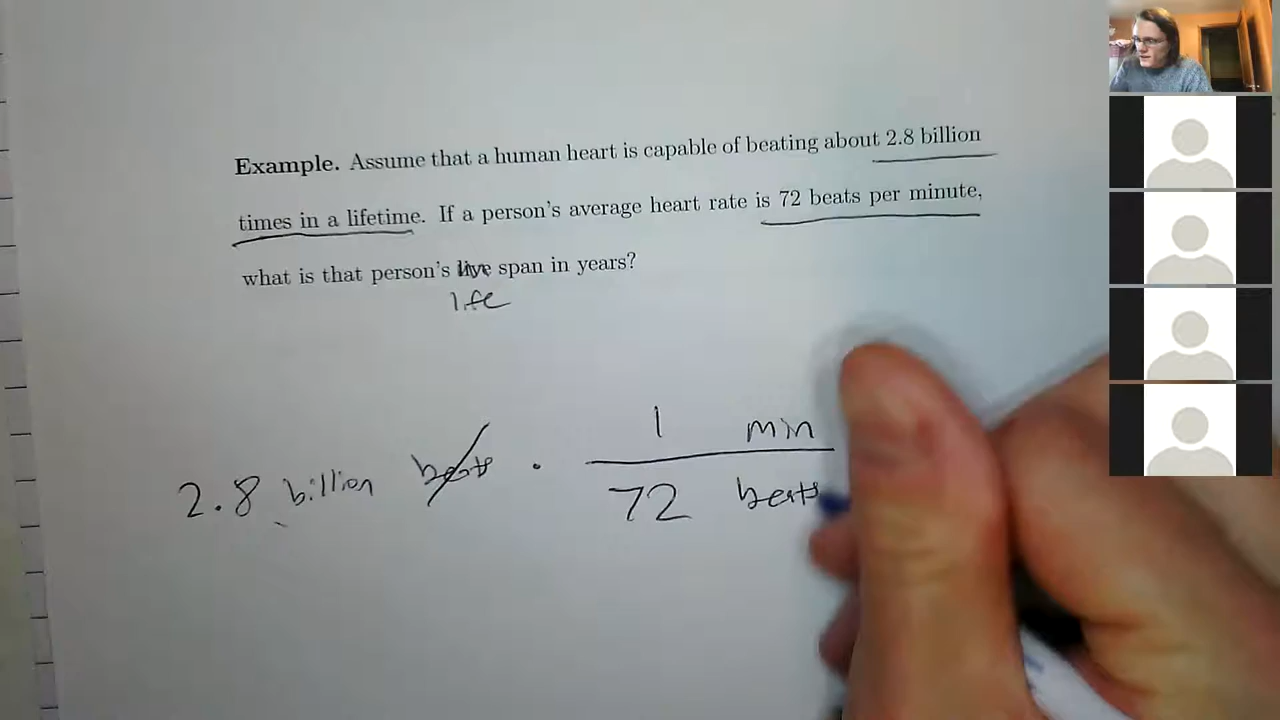 Example. Assume that a human heart is capable of beating about 2.8 billion
times in a lifetime. If a person's average heart rate is 72 beats per minute,
what is that person's live span in years?
life
1 min
2.8 billion beats .
72 beats